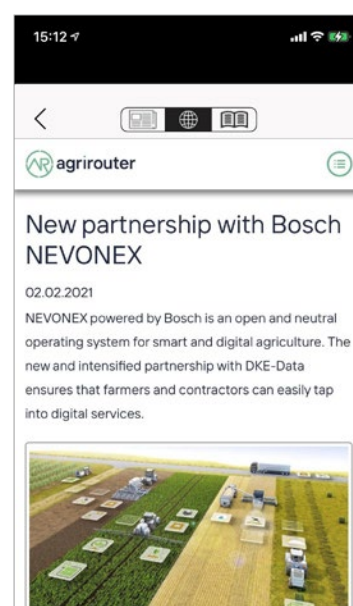 15:12
AR agrirouter
New partnership with Bosch
NEVONEX
02.02.2021
NEVONEX powered by Bosch is an open and neutral
operating system for smart and digital agriculture. The
new and intensified partnership with DKE-Data
ensures that farmers and contractors can easily tap
into digital services.